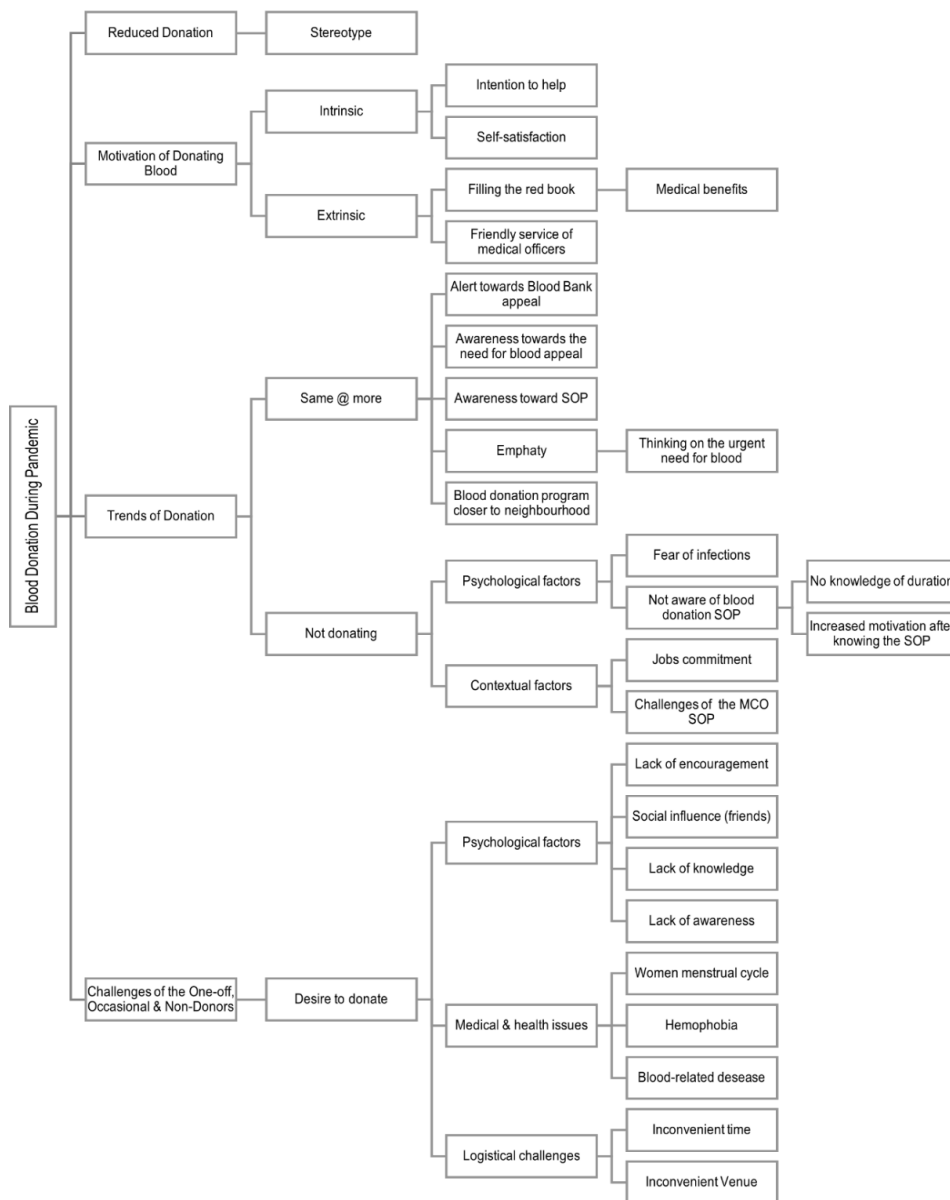 Reduced Donation
Stereotype
Intention to help
Intrinsic
Self-satisfaction
Motivation of Donating
Blood
Filling the red book
Medical benefits
Extrinsic
Friendly service of
medical officers
Alert towards Blood Bank
appeal
Awareness towards the
need for blood appeal
Same @ more
Awareness toward SOP
Emphaty
Thinking on the urgent
need for blood
Blood donation program
closer to neighbourhood
Blood Donation During Pandemic
Trends of Donation
Fear of infections
Psychological factors
No knowledge of duration
Not aware of blood
donation SOP
Increased motivation after
knowing the SOP
Not donating
Jobs commitment
Contextual factors
Challenges of the MCO
SOP
Lack of encouragement
Social influence (friends)
Psychological factors
Lack of knowledge
Lack of awareness
Women menstrual cycle
Challenges of the One-off,
Occasional & Non-Donors
Desire to donate
Medical & health issues
Hemophobia
Blood-related desease
Inconvenient time
Logistical challenges
Inconvenient Venue